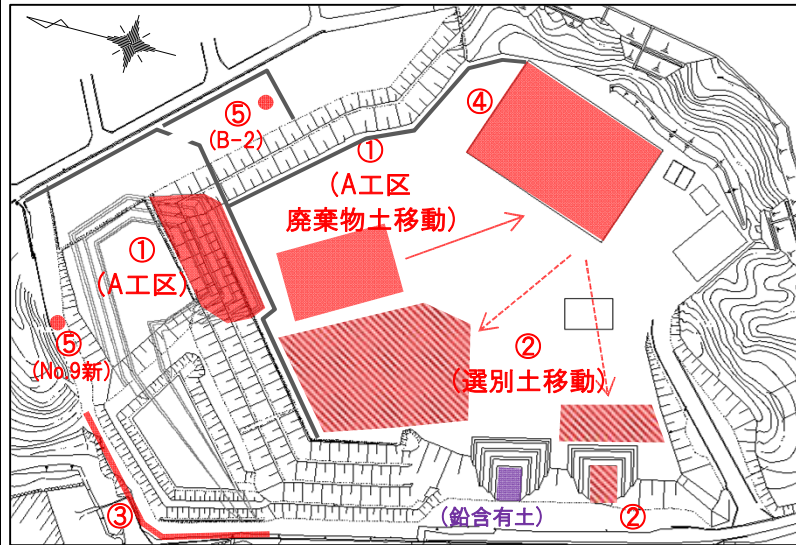 ⑤
(B-2)
④
①
(A工区
廃棄物土移動)
①
(A工区)
⑤
(No.9新)
②
(選別土移動)
③
(鉛含有土)
②